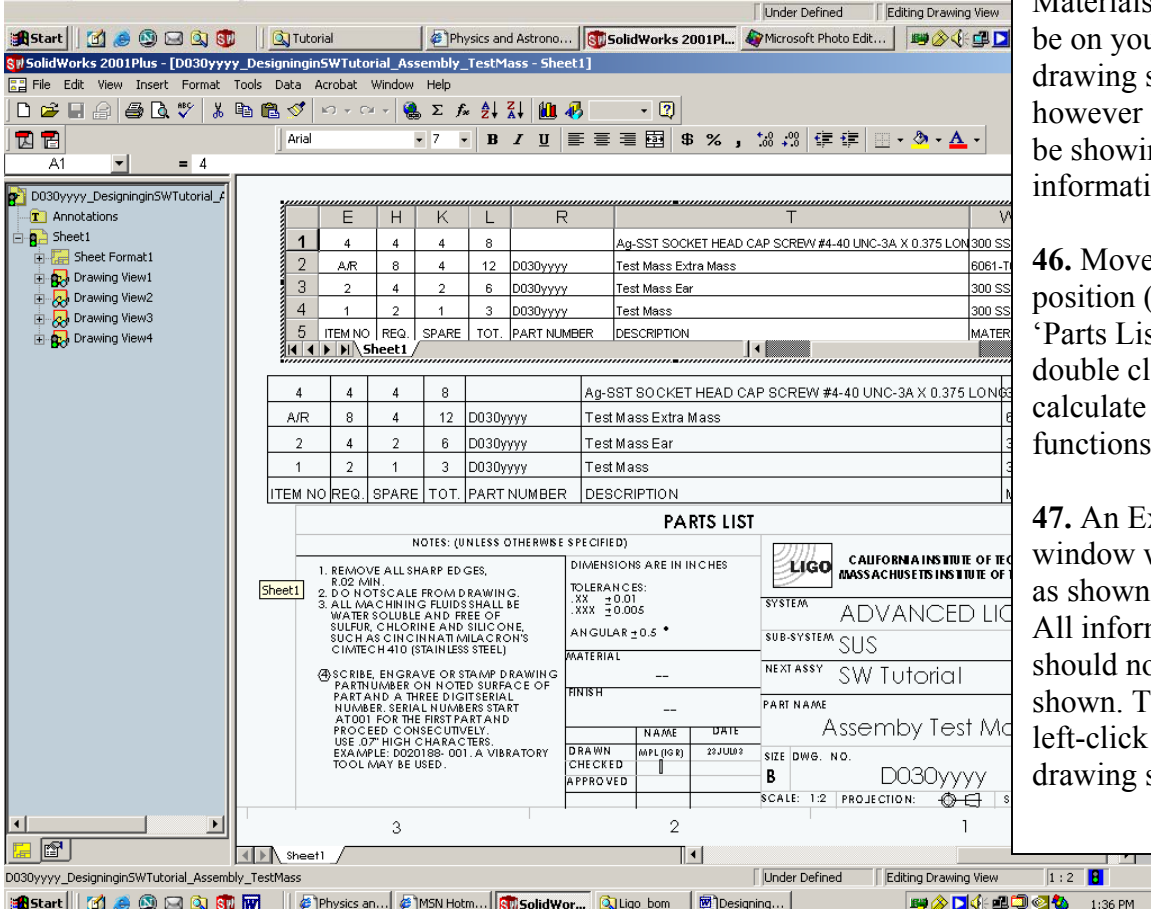 Under Defined Editing Drawing View
Start Tutorial Physics and Astrono... SolidWorks 2001Pl... Microsoft Photo Edit...
SolidWorks 2001Plus - [D030yyyy_DesigninginSWTutorial_Assembly_TestMass - Sheet1]
File Edit View Insert Format Tools Data Acrobat Window Help
Arial 7 B I U $ % ,
A1 = 4
D030yyyy_DesigninginSWTutorial_A
Annotations
Sheet1
Sheet Format1
Drawing View1
Drawing View2
Drawing View3
Drawing View4
E H K L R T W
1 4 4 4 8 Ag-SST SOCKET HEAD CAP SCREW #4-40 UNC-3A X 0.375 LON 300 SS
2 A/R 8 4 12 D030yyyy Test Mass Extra Mass 6061-T
3 2 4 2 6 D030yyyy Test Mass Ear 300 SS
4 1 2 1 3 D030yyyy Test Mass 300 SS
5 ITEM NO REQ. SPARE TOT. PART NUMBER DESCRIPTION MATER
Sheet1
4 4 4 8 Ag-SST SOCKET HEAD CAP SCREW #4-40 UNC-3A X 0.375 LONG
A/R 8 4 12 D030yyyy Test Mass Extra Mass
2 4 2 6 D030yyyy Test Mass Ear
1 2 1 3 D030yyyy Test Mass
ITEM NO REQ. SPARE TOT. PART NUMBER DESCRIPTION
PARTS LIST
NOTES: (UNLESS OTHERWISE SPECIFIED)
1. REMOVE ALL SHARP EDGES,
R.02 MIN.
2. DO NOT SCALE FROM DRAWING.
3. ALL MACHINING FLUIDS SHALL BE
WATER SOLUBLE AND FREE OF
SULFUR, CHLORINE AND SILICONE,
SUCH AS CINCINNATI MILACRON'S
CIMTECH 410 (STAINLESS STEEL)
4 SCRIBE, ENGRAVE OR STAMP DRAWING
PART NUMBER ON NOTED SURFACE OF
PART AND A THREE DIGIT SERIAL
NUMBER. SERIAL NUMBERS START
AT 001 FOR THE FIRST PART AND
PROCEED CONSECUTIVELY.
USE .07" HIGH CHARACTERS.
EXAMPLE: D020188-001. A VIBRATORY
TOOL MAY BE USED.
Sheet1
DIMENSIONS ARE IN INCHES
TOLERANCES:
.XX ±0.01
.XXX ±0.005
ANGULAR ±0.5 °
MATERIAL
--
FINISH
--
NAME DATE
DRAWN MPL (IGR) 23JUL03
CHECKED
APPROVED
LIGO
CALIFORNIA INSTITUTE OF TEC
MASSACHUSETTS INSTITUTE OF T
SYSTEM ADVANCED LIG
SUB-SYSTEM SUS
NEXT ASSY SW Tutorial
PART NAME
Assemby Test Ma
SIZE DWG. NO.
B D030yyyy
SCALE: 1:2 PROJECTION: S
3 2 1
Sheet1
D030yyyy_DesigninginSWTutorial_Assembly_TestMass Under Defined Editing Drawing View 1 : 2
Start Physics an... MSN Hotm... SolidWor... Ligo_bom Designing... 1:36 PM
Materials
be on you
drawing s
however
be showin
informati
46. Move
position (
‘Parts Lis
double cl
calculate
functions
47. An Ex
window w
as shown
All inform
should no
shown. T
left-click
drawing s